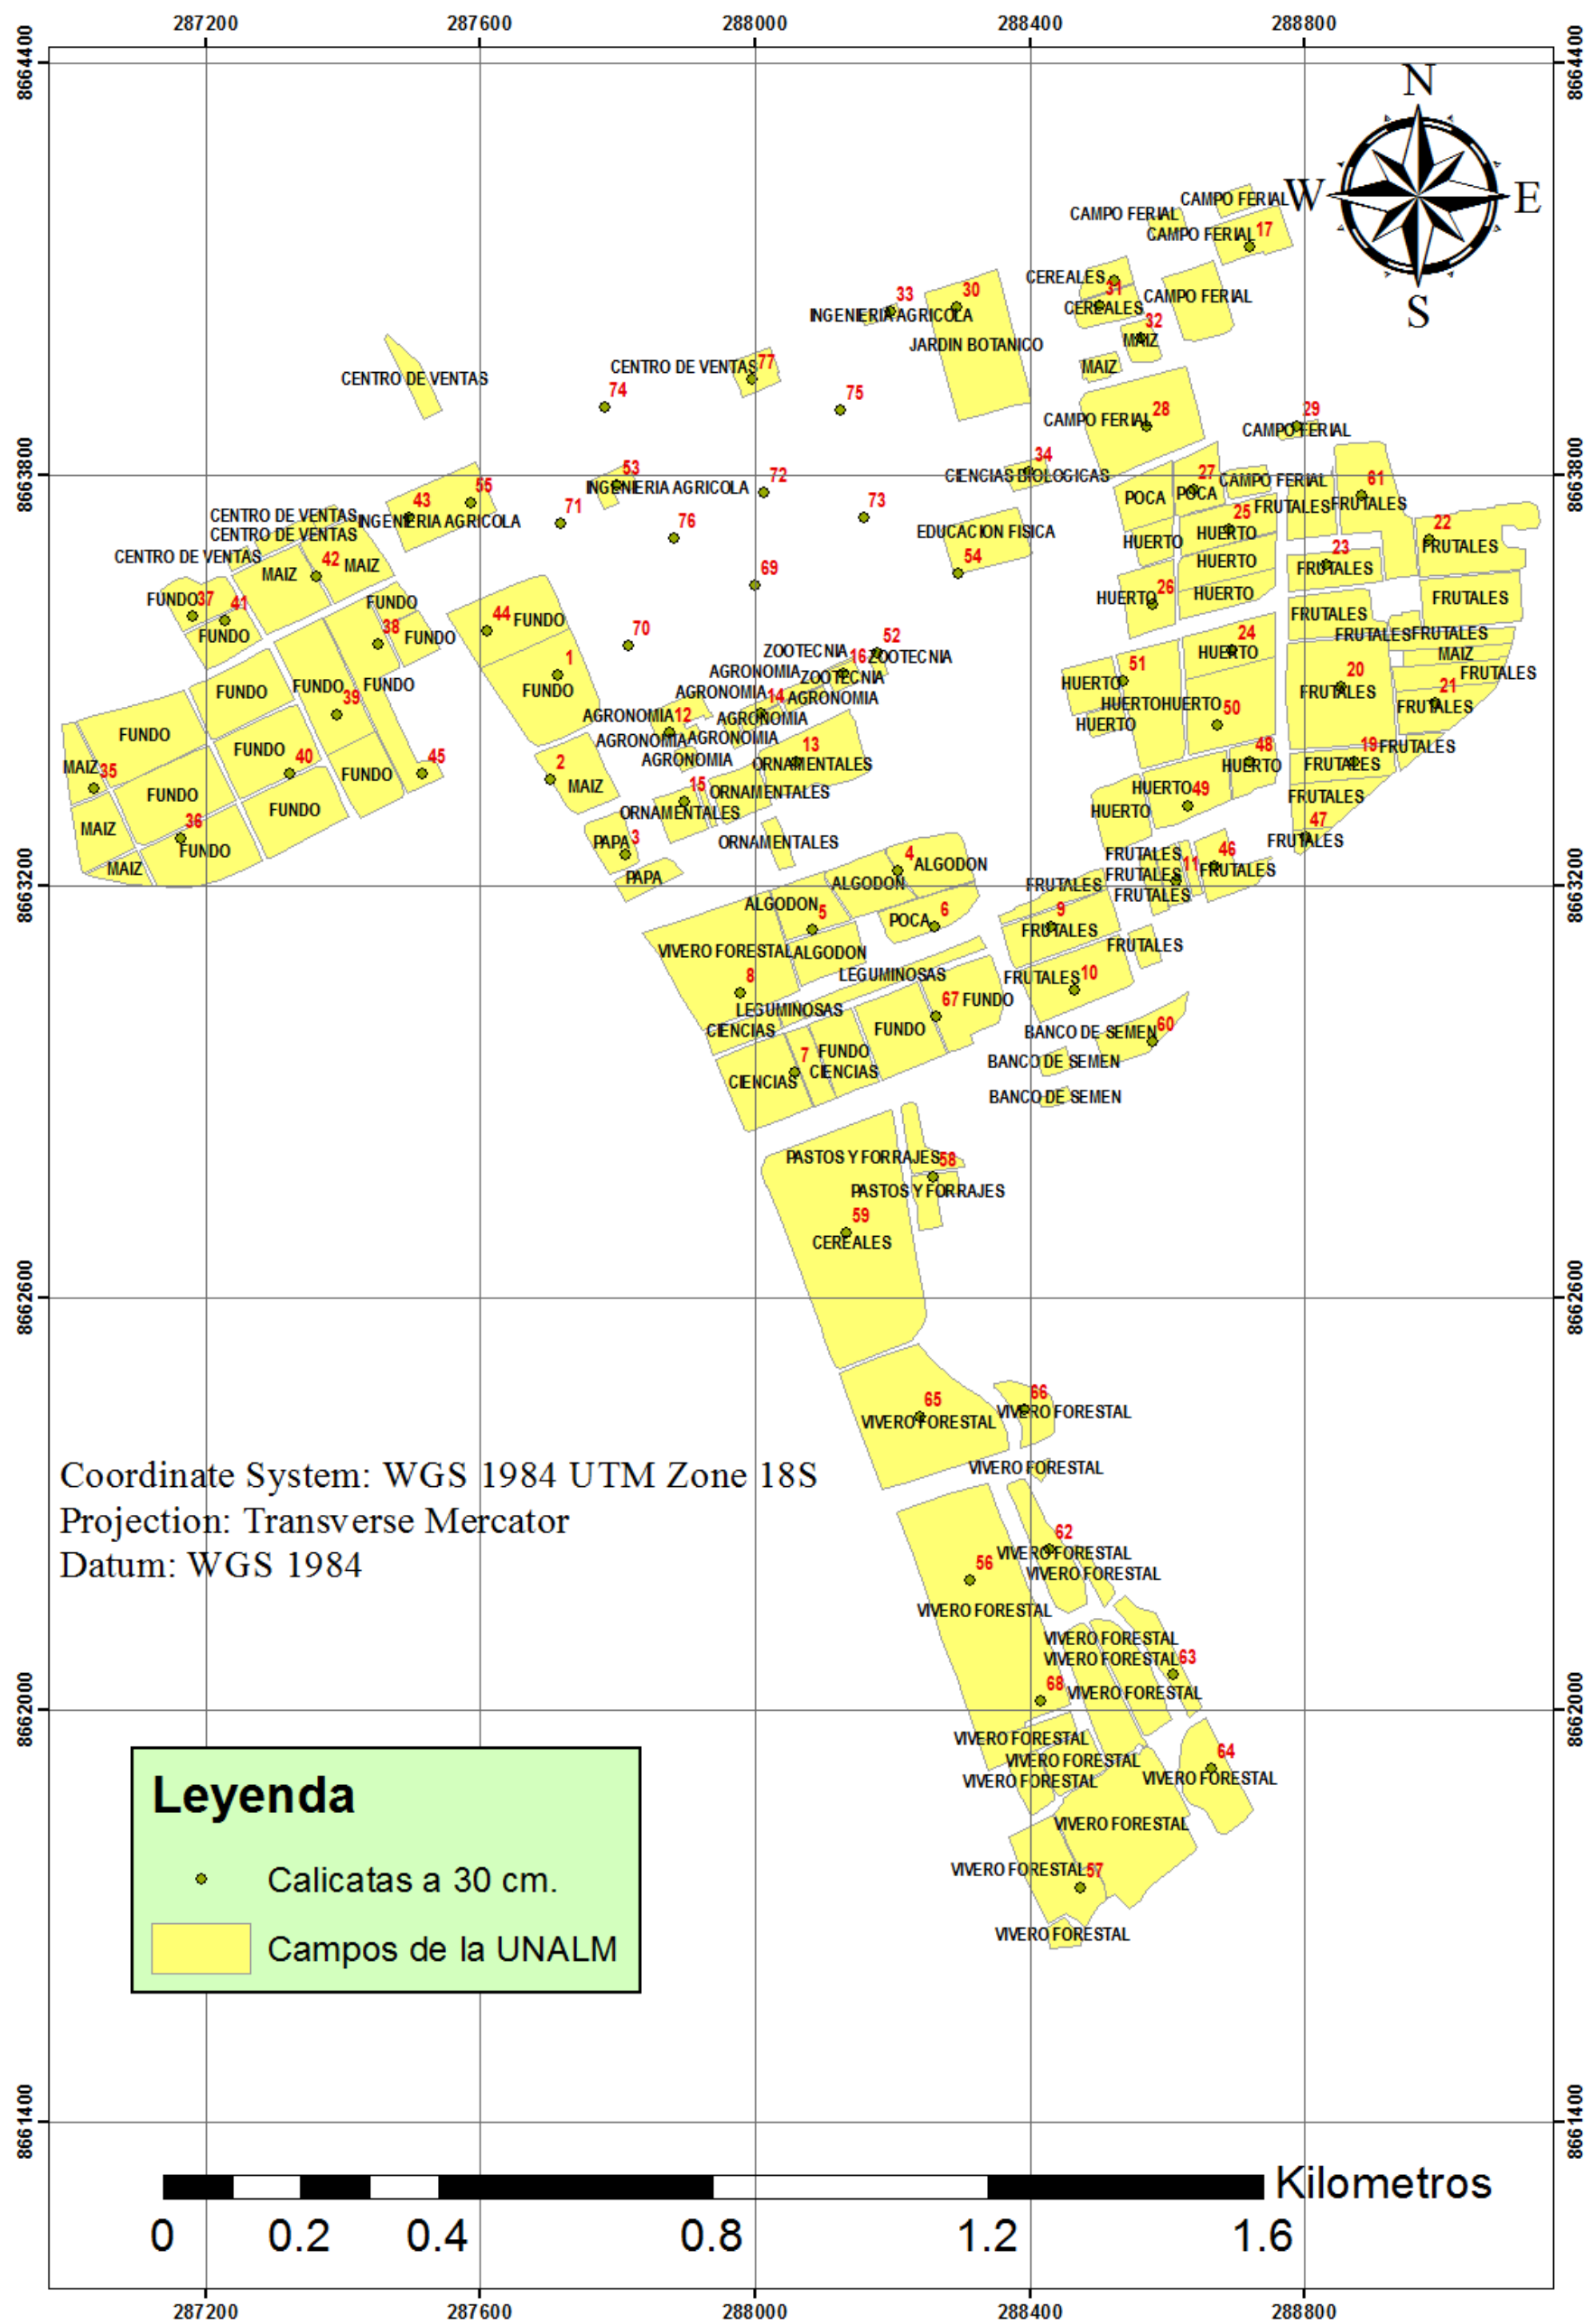 287200 287600 288000 288400 288800
8664400 8664400
N
W E
S
CAMPO FERIAL
CAMPO FERIAL
CAMPO FERIAL 17
CEREALES
31
CEREALES
CAMPO FERIAL
33
INGENIERIA AGRICOLA
30
JARDIN BOTANICO
32
MAIZ
MAIZ
CENTRO DE VENTAS
CENTRO DE VENTAS 77
74
75
CAMPO FERIAL 28
29
CAMPO FERIAL
8663800 8663800
34
CIENCIAS BIOLOGICAS
53
INGENIERIA AGRICOLA
72
27
POCA POCA
CAMPO FERIAL
61
FRUTALES FRUTALES
55
43
INGENIERIA AGRICOLA
CENTRO DE VENTAS
CENTRO DE VENTAS
CENTRO DE VENTAS
71
76
73
EDUCACION FISICA
54
25
HUERTO
HUERTO
HUERTO
HUERTO
22
FRUTALES
23
FRUTALES
42
MAIZ MAIZ
69
26
HUERTO
FRUTALES
FRUTALES
FUNDO 37
41
FUNDO
FUNDO
38
FUNDO
44
FUNDO
70
24
HUERTO
FRUTALES FRUTALES
MAIZ
FRUTALES
52
ZOOTECNIA
16 ZOOTECNIA
ZOOTECNIA
AGRONOMIA
AGRONOMIA
AGRONOMIA
14
AGRONOMIA
1
FUNDO
51
HUERTO
HUERTO HUERTO
HUERTO
50
20
FRUTALES
21
FRUTALES
FUNDO
FUNDO
FUNDO
39
FUNDO
AGRONOMIA 12
AGRONOMIA AGRONOMIA
AGRONOMIA
13
ORNAMENTALES
48
HUERTO
19 FRUTALES
FRUTALES
MAIZ
35
FUNDO
40
FUNDO
45
FUNDO
FUNDO
2
MAIZ
15
ORNAMENTALES
ORNAMENTALES
ORNAMENTALES
HUERTO 49
HUERTO
FRUTALES
47
FRUTALES
MAIZ
36
FUNDO
MAIZ
PAPA 3
PAPA
4
ALGODON
ALGODON
FRUTALES
FRUTALES
FRUTALES
11
46
FRUTALES
8663200 8663200
FRUTALES
ALGODON 5
POCA 6
9
FRUTALES
VIVERO FORESTAL ALGODON
FRUTALES
8
LEGUMINOSAS
LEGUMINOSAS
FRUTALES 10
CIENCIAS
67 FUNDO
FUNDO
BANCO DE SEMEN 60
BANCO DE SEMEN
BANCO DE SEMEN
7
FUNDO
CIENCIAS
CIENCIAS
PASTOS Y FORRAJES 58
PASTOS Y FORRAJES
59
CEREALES
8662600 8662600
65
VIVERO FORESTAL
66
VIVERO FORESTAL
VIVERO FORESTAL
Coordinate System: WGS 1984 UTM Zone 18S
Projection: Transverse Mercator
Datum: WGS 1984
62
VIVERO FORESTAL
VIVERO FORESTAL
56
VIVERO FORESTAL
VIVERO FORESTAL
VIVERO FORESTAL 63
VIVERO FORESTAL
68
8662000 8662000
VIVERO FORESTAL
VIVERO FORESTAL
VIVERO FORESTAL
64
VIVERO FORESTAL
VIVERO FORESTAL
VIVERO FORESTAL 57
VIVERO FORESTAL
Leyenda
Calicatas a 30 cm.
Campos de la UNALM
8661400 8661400
Kilometros
0 0.2 0.4 0.8 1.2 1.6
287200 287600 288000 288400 288800